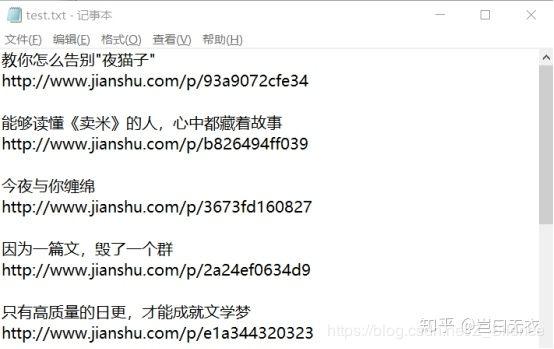 test.txt - 记事本
文件(F) 编辑(E) 格式(O) 查看(V) 帮助(H)
教你怎么告别"夜猫子"
http://www.jianshu.com/p/93a9072cfe34
能够读懂《卖米》的人，心中都藏着故事
http://www.jianshu.com/p/b826494ff039
今夜与你缠绵
http://www.jianshu.com/p/3673fd160827
因为一篇文，毁了一个群
http://www.jianshu.com/p/2a24ef0634d9
只有高质量的日更，才能成就文学梦
http://www.jianshu.com/p/e1a344320323
知乎 @岂曰无衣